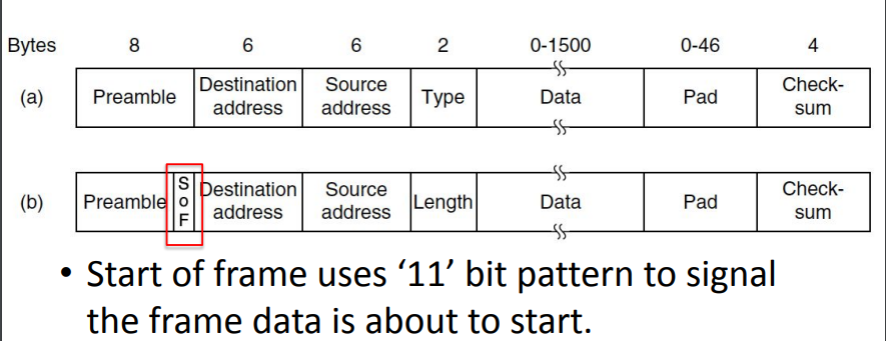 Bytes 8 6 6 2 0-1500 0-46 4
(a) Preamble Destination address Source address Type Data Pad Check-sum
(b) Preamble SoF Destination address Source address Length Data Pad Check-sum
• Start of frame uses ‘11’ bit pattern to signal
the frame data is about to start.